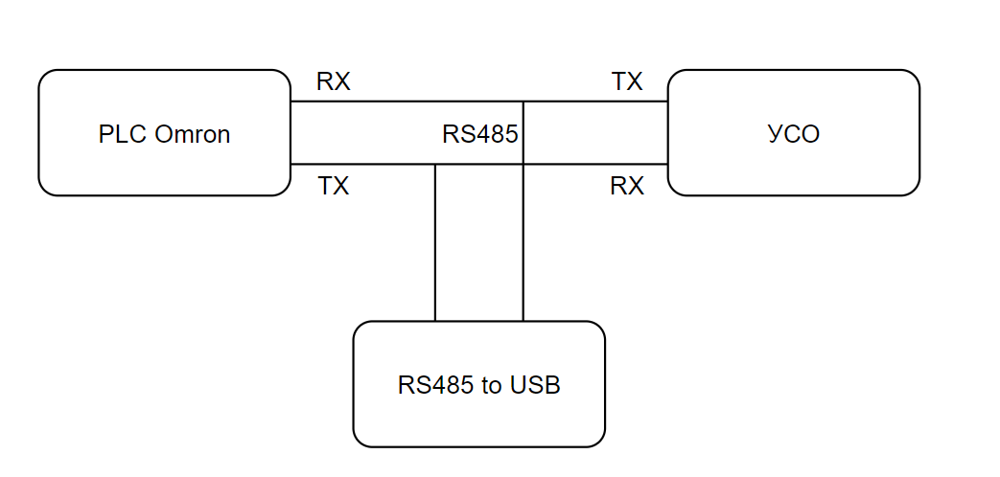 RX
TX
PLC Omron
RS485
УСО
TX
RX
RS485 to USB